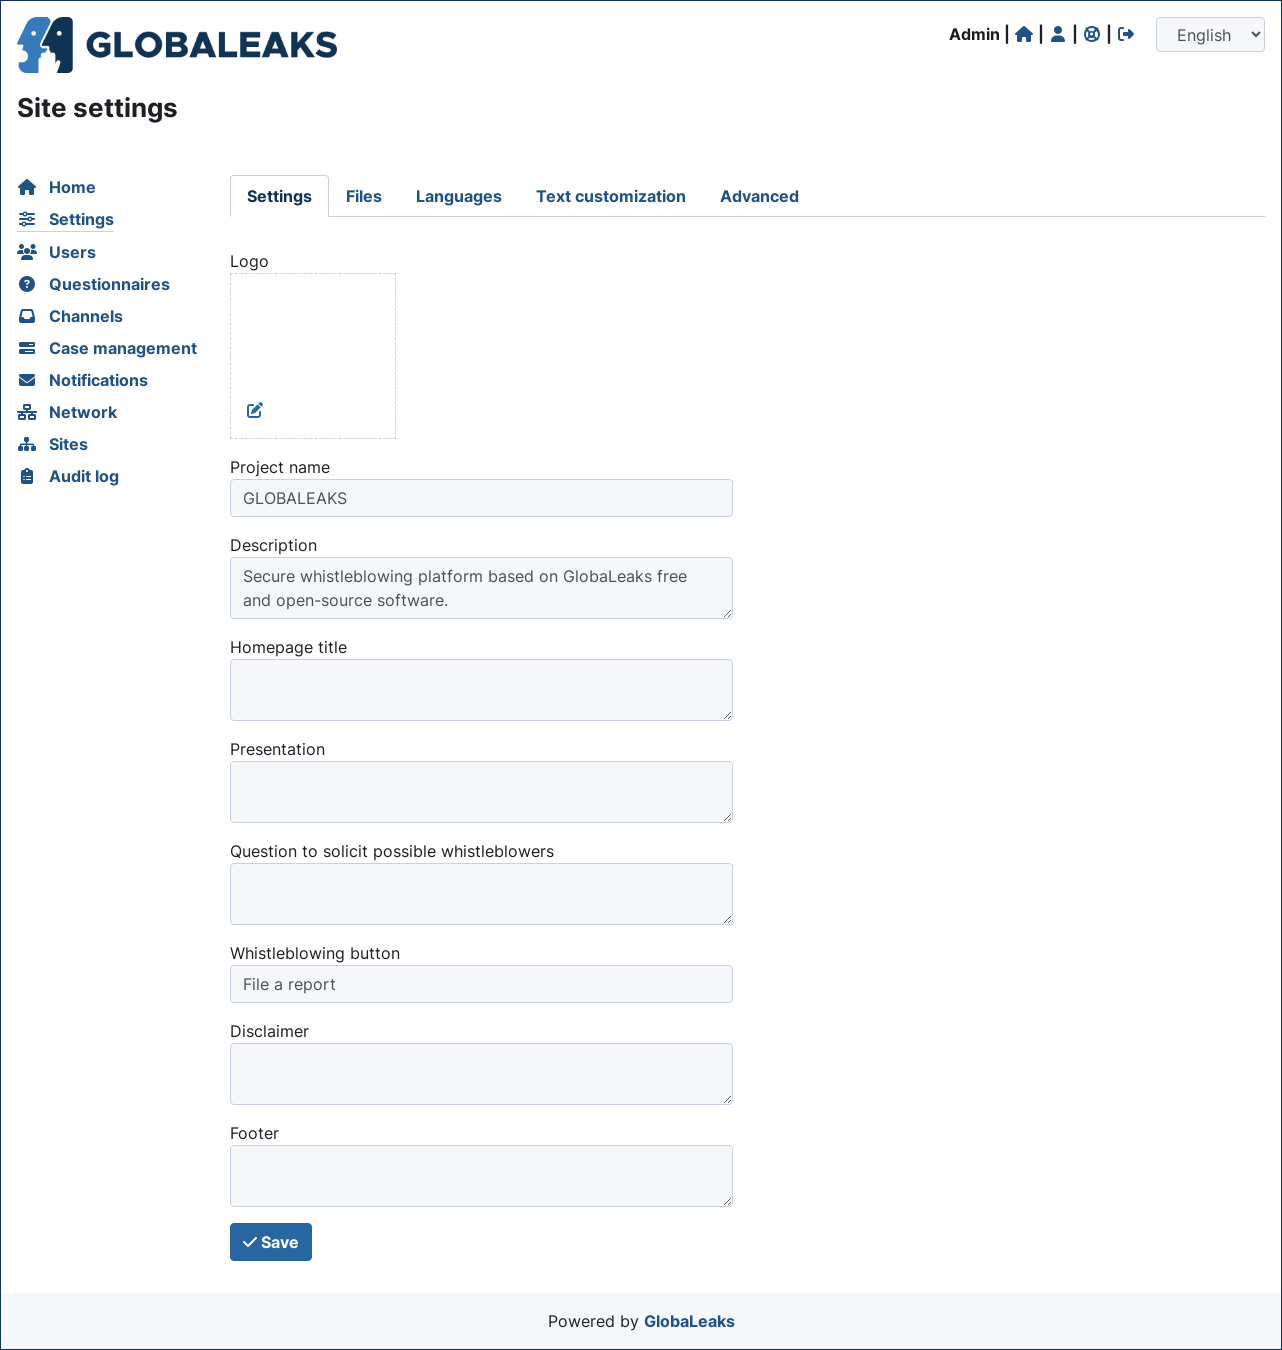 GLOBALEAKS
Admin | | | |
English
Site settings
Home
Settings
Users
Questionnaires
Channels
Case management
Notifications
Network
Sites
Audit log
Settings Files Languages Text customization Advanced
Logo
Project name
GLOBALEAKS
Description
Secure whistleblowing platform based on GlobaLeaks free
and open-source software.
Homepage title
Presentation
Question to solicit possible whistleblowers
Whistleblowing button
File a report
Disclaimer
Footer
Save
Powered by GlobaLeaks